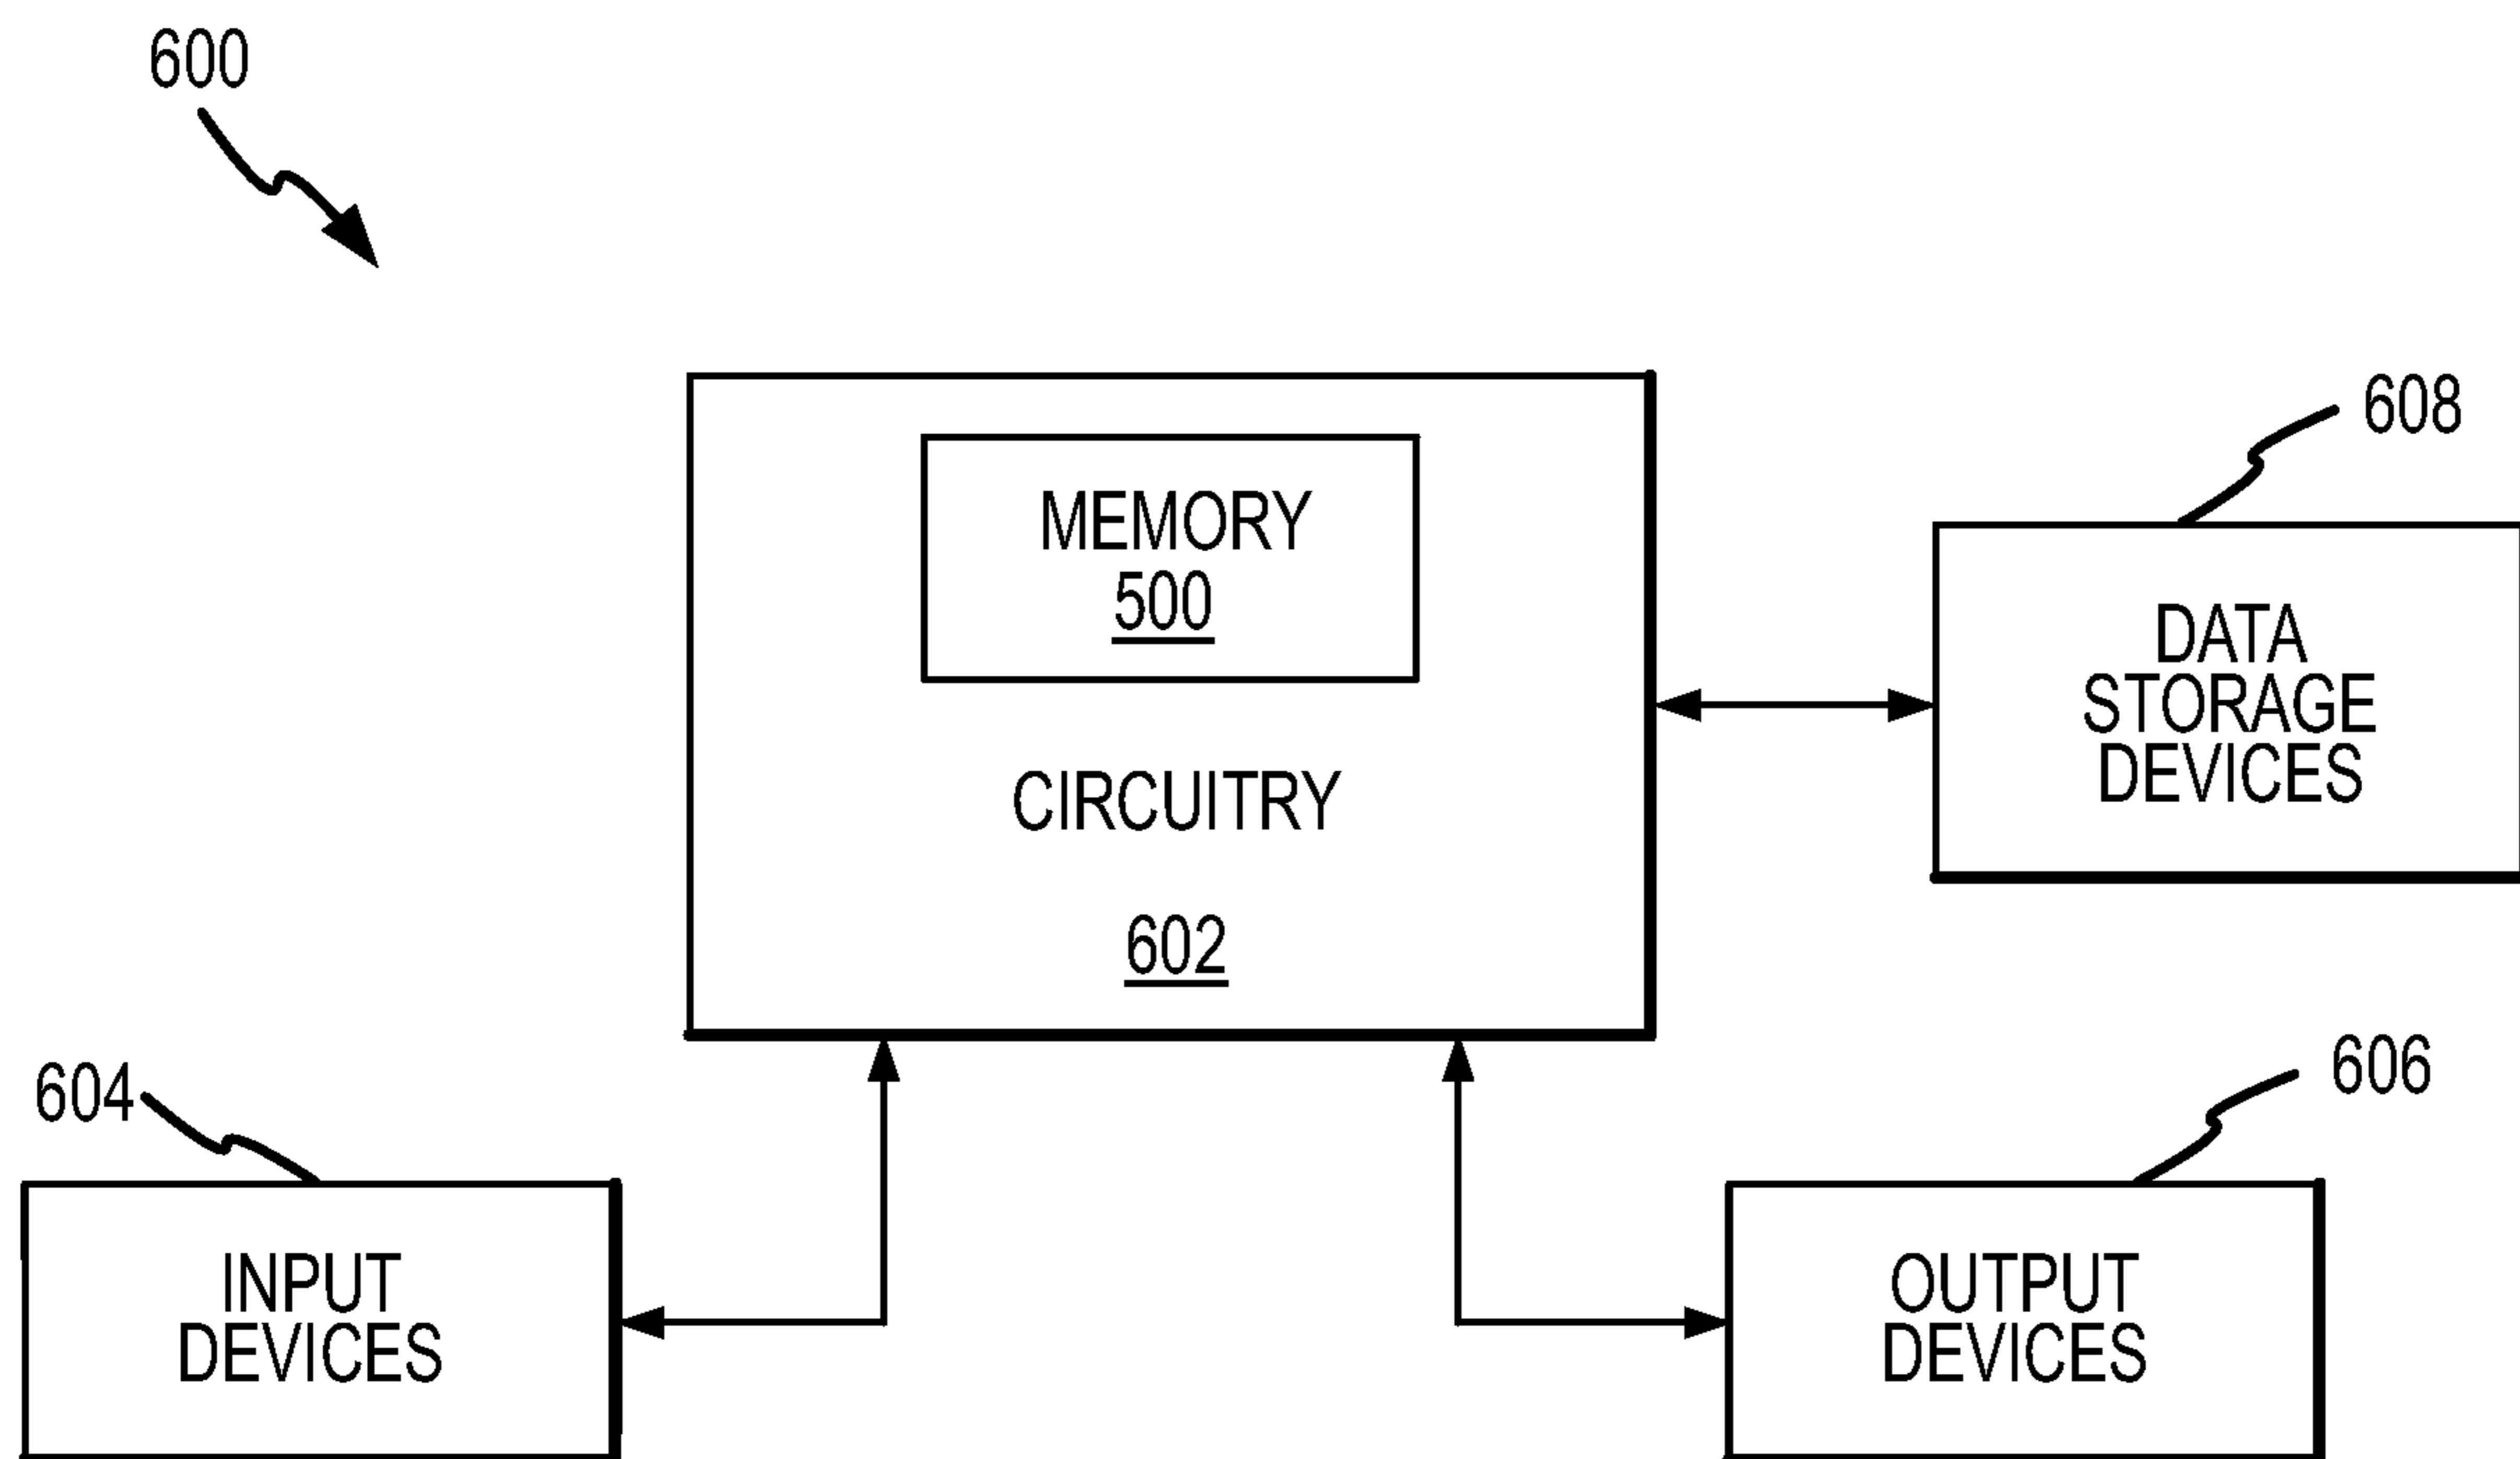 600
608
MEMORY
500
DATA
STORAGE
DEVICES
CIRCUITRY
602
604
606
INPUT
DEVICES
OUTPUT
DEVICES